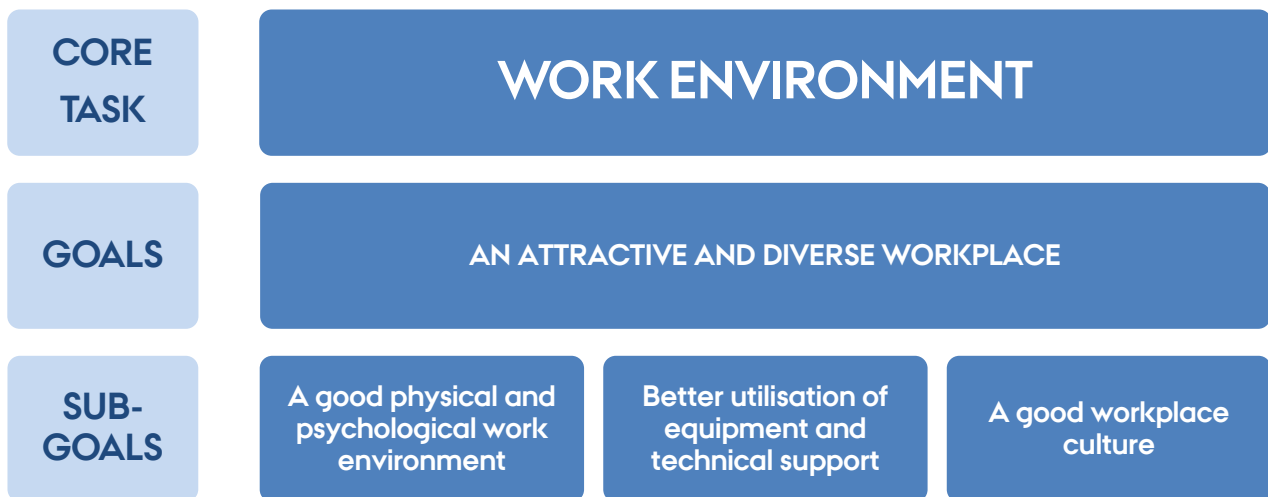 CORE
TASK
WORK ENVIRONMENT
GOALS
AN ATTRACTIVE AND DIVERSE WORKPLACE
SUB-
GOALS
A good physical and
psychological work
environment
Better utilisation of
equipment and
technical support
A good workplace
culture